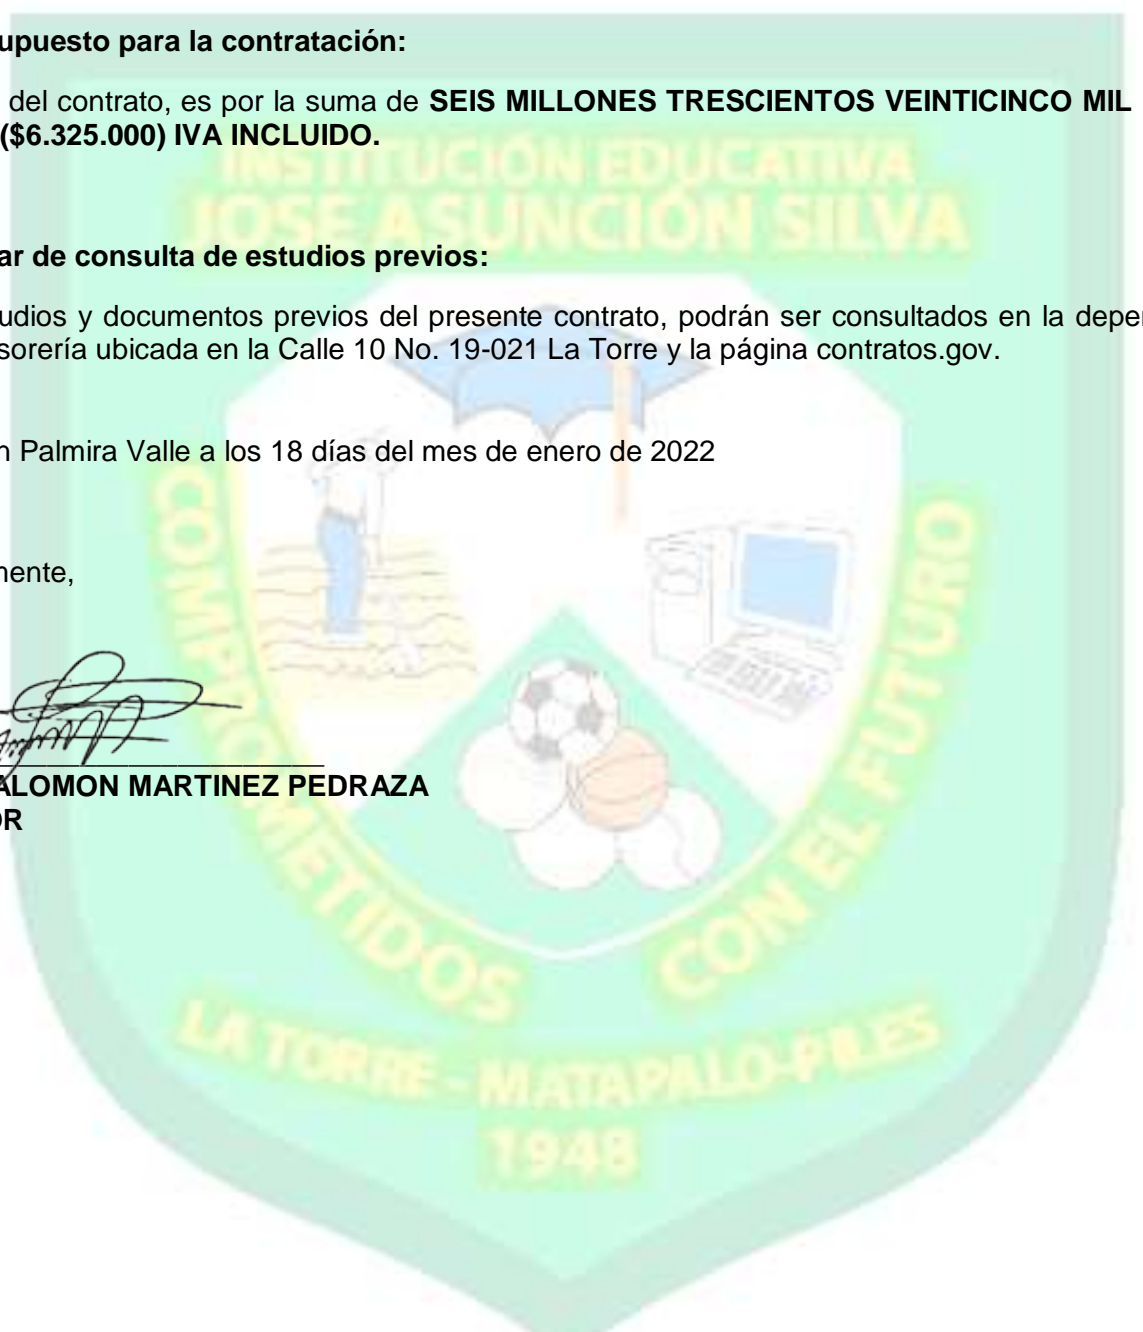 upuesto para la contratación:
del contrato, es por la suma de SEIS MILLONES TRESCIENTOS VEINTICINCO MIL
($6.325.000) IVA INCLUIDO.
INSTITUCIÓN EDUCATIVA
JOSE ASUNCIÓN SILVA
ar de consulta de estudios previos:
udios y documentos previos del presente contrato, podrán ser consultados en la depen
sorería ubicada en la Calle 10 No. 19-021 La Torre y la página contratos.gov.
n Palmira Valle a los 18 días del mes de enero de 2022
mente,
ALOMON MARTINEZ PEDRAZA
OR
COMPROMETIDOS CON EL FUTURO
LA TORRE - MATAPALO-PILES
1948